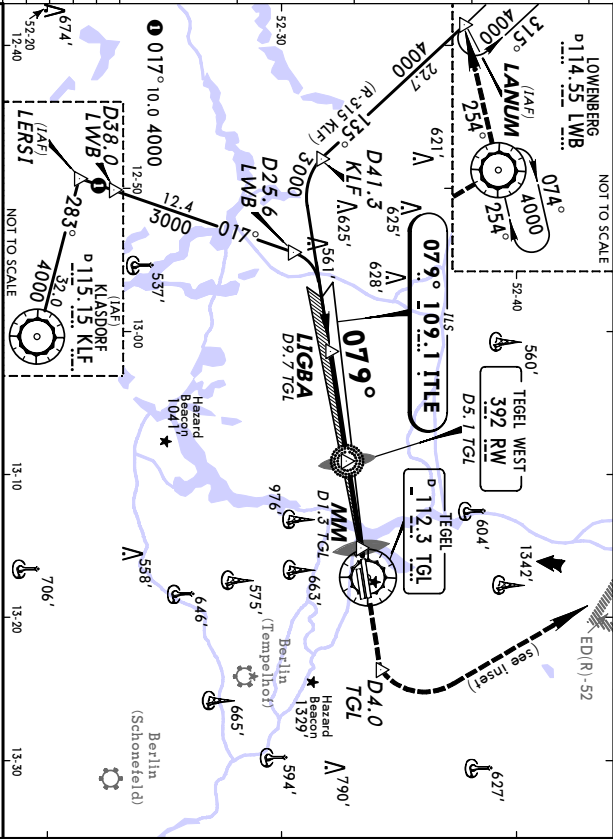 LOWENBERG
D 114.55 LWB
NOT TO SCALE
315°
4000
LANUM
(IAF)
254°
074°
4000
254°
4000
22.7
(R-315 KLF)
135°
3000
D41.3
KLF
621'
625'
625'
628'
561'
ILS
079° 109.1 ITLE
52-40
560'
TEGEL WEST
392 RW
D5.1 TGL
604'
1342'
ED(R)-52
(see inset)
TEGEL
D 112.3 TGL
079°
LIGBA
D9.7 TGL
MM
D1.3 TGL
D4.0
TGL
D25.6
LWB
52-30
017°
12.4
3000
1 017° 10.0 4000
674'
52-20
12-40
D38.0
LWB
(IAF)
LERSI
1
12-50
283°
32.0
4000
(IAF)
KLASDORF
D 115.15 KLF
NOT TO SCALE
537'
13-00
Hazard
Beacon
1041'
13-10
976'
663'
575'
646'
558'
706'
13-20
Berlin
(Tempelhof)
Hazard
Beacon
1329'
665'
594'
790'
627'
13-30
Berlin
(Schonefeld)